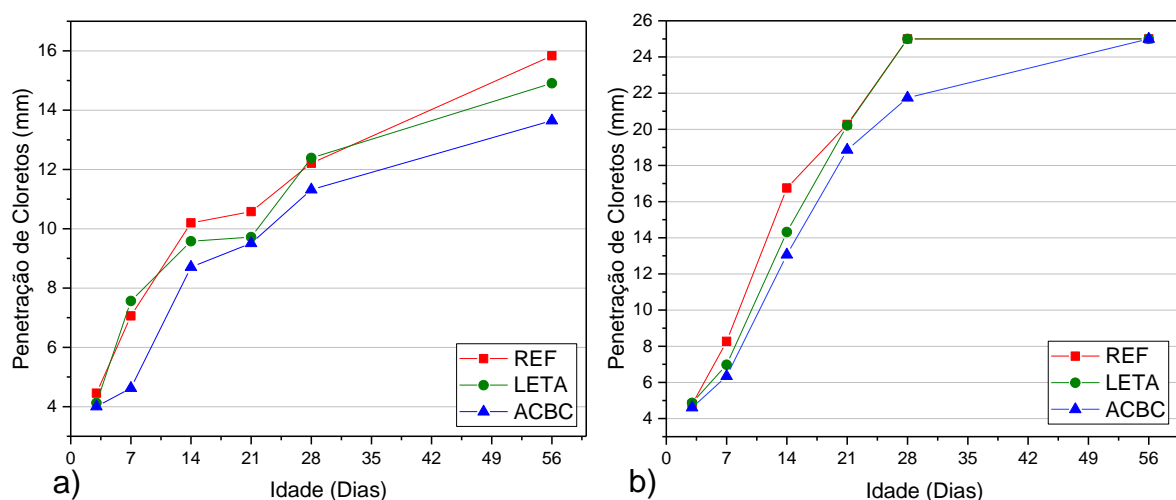 Penetração de Cloretos (mm)
16
14
12
10
8
6
4
0 7 14 21 28 35 42 49 56
Idade (Dias)
REF
LETA
ACBC
a)
Penetração de Cloretos (mm)
26
24
22
20
18
16
14
12
10
8
6
4
0 7 14 21 28 35 42 49 56
Idade (Dias)
REF
LETA
ACBC
b)